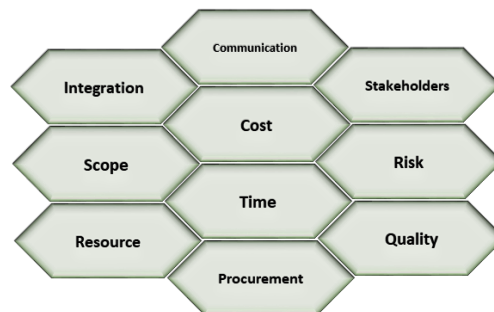 Communication
Integration
Stakeholders
Cost
Scope
Risk
Time
Resource
Quality
Procurement